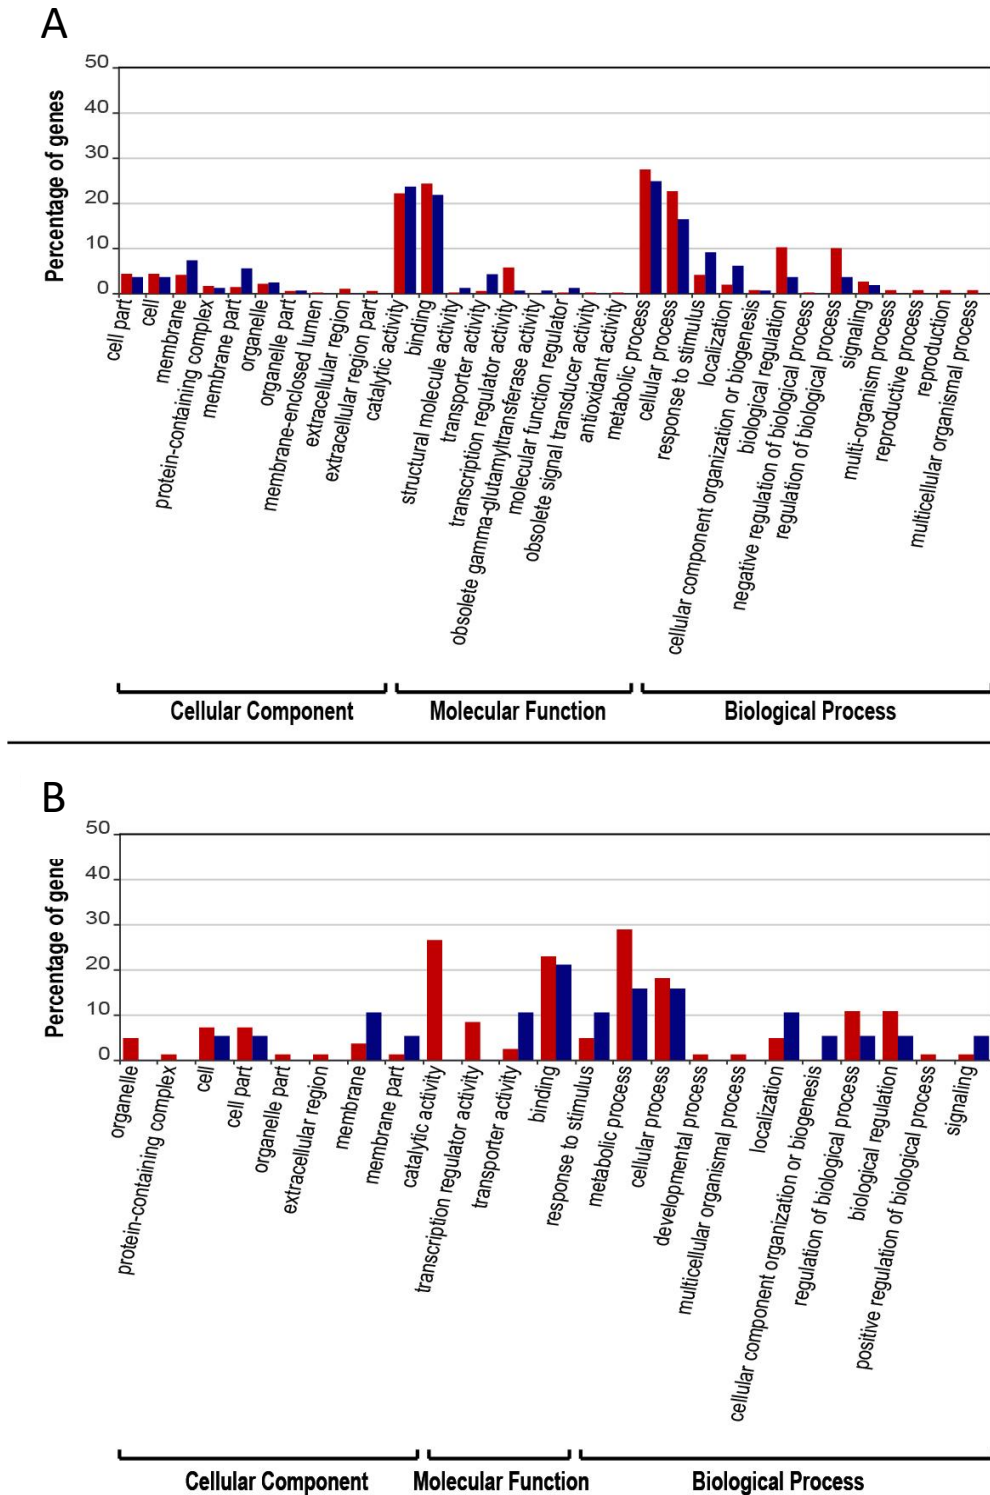 A
Percentage of genes
50
40
30
20
10
0
cell part
cell
membrane
protein-containing complex
membrane part
organelle
organelle part
membrane-enclosed lumen
extracellular region
extracellular region part
catalytic activity
binding
structural molecule activity
transporter activity
transcription regulator activity
obsolete gamma-glutamyltransferase activity
molecular function regulator
obsolete signal transducer activity
antioxidant activity
metabolic process
cellular process
response to stimulus
localization
cellular component organization or biogenesis
biological regulation
negative regulation of biological process
regulation of biological process
signaling
multi-organism process
reproductive process
reproduction
multicellular organismal process
Cellular Component
Molecular Function
Biological Process
B
Percentage of gene
50
40
30
20
10
0
organelle
protein-containing complex
cell
cell part
organelle part
extracellular region
membrane
membrane part
catalytic activity
transcription regulator activity
transporter activity
binding
response to stimulus
metabolic process
cellular process
developmental process
multicellular organismal process
localization
cellular component organization or biogenesis
regulation of biological process
biological regulation
positive regulation of biological process
signaling
Cellular Component
Molecular Function
Biological Process